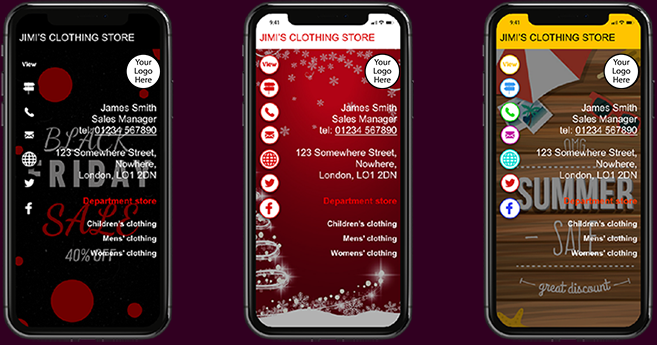 JIMI'S CLOTHING STORE
View
Your
Logo
Here
James Smith
Sales Manager
tel: 01234 567890
BLACK
FRIDAY
123 Somewhere Street,
Nowhere,
London, LO1 2DN
Department store
SALE
Children's clothing
Mens' clothing
Womens' clothing
40% OFF
9:41
JIMI'S CLOTHING STORE
View
Your
Logo
Here
James Smith
Sales Manager
tel: 01234 567890
123 Somewhere Street,
Nowhere,
London, LO1 2DN
Department store
Children's clothing
Mens' clothing
Womens' clothing
9:41
JIMI'S CLOTHING STORE
View
Your
Logo
Here
James Smith
Sales Manager
tel: 01234 567890
OMG
123 Somewhere Street,
Nowhere,
London, LO1 2DN
SUMMER
Department store
Children's clothing
SALE
Mens' clothing
Womens' clothing
great discount